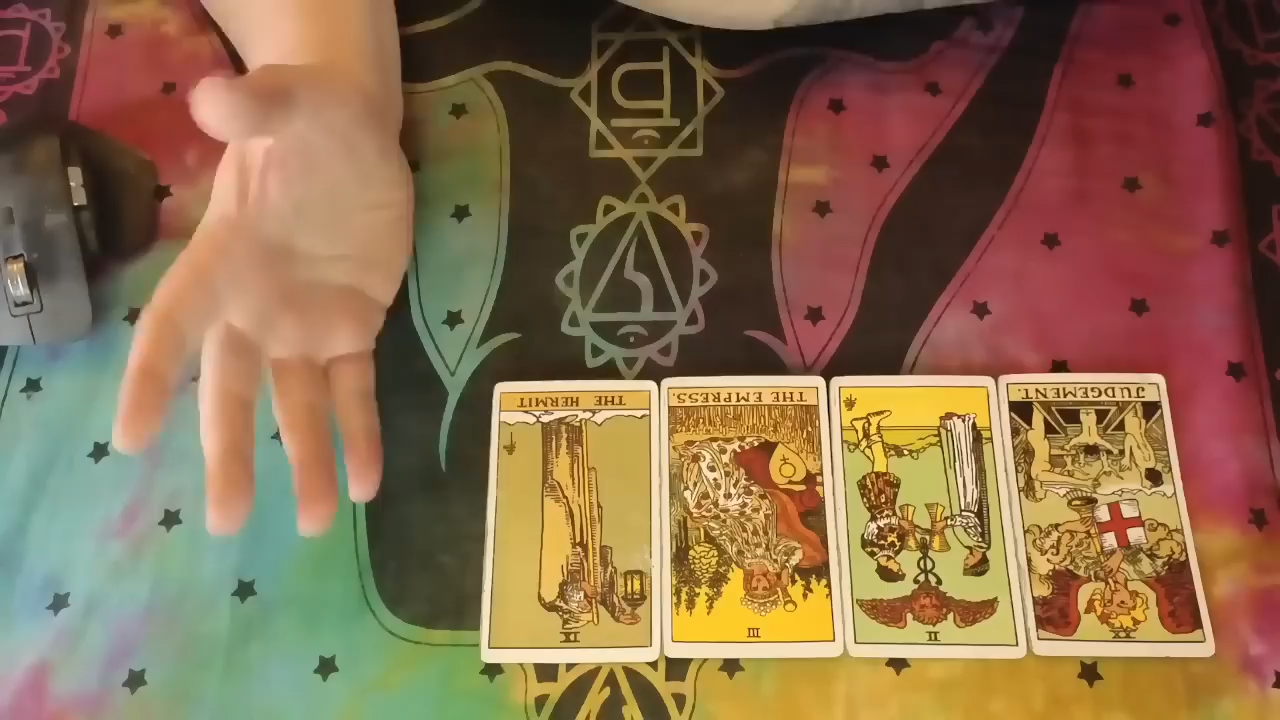 THE HERMIT
THE EMPRESS.
JUDGEMENT.
IX
III
II
XX